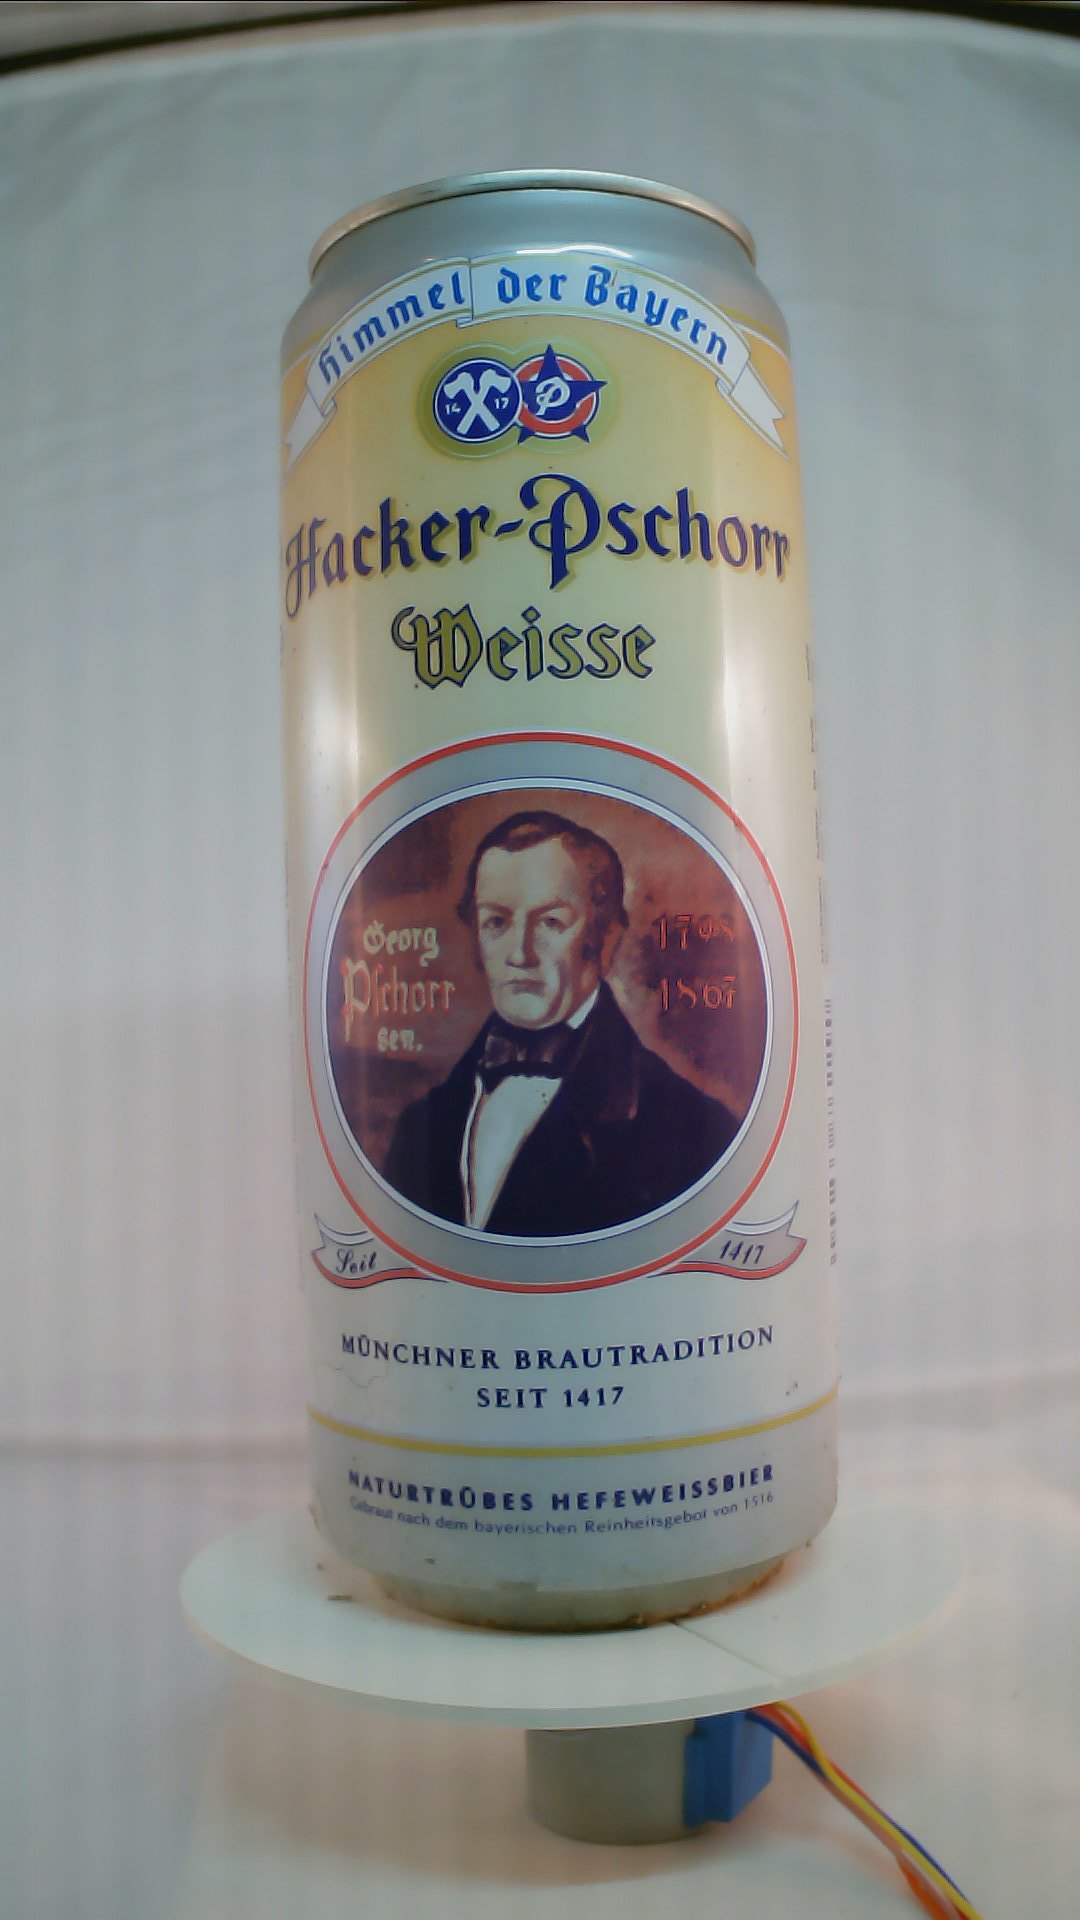 Himmel der Bayern
14 17 P
Hacker-Pschorr
Weisse
Georg
Pschorr
sen.
1798
1867
Seit 1417
MÜNCHNER BRAUTRADITION
SEIT 1417
NATURTRÜBES HEFEWEISSBIER
Gebraut nach dem bayerischen Reinheitsgebot von 1516